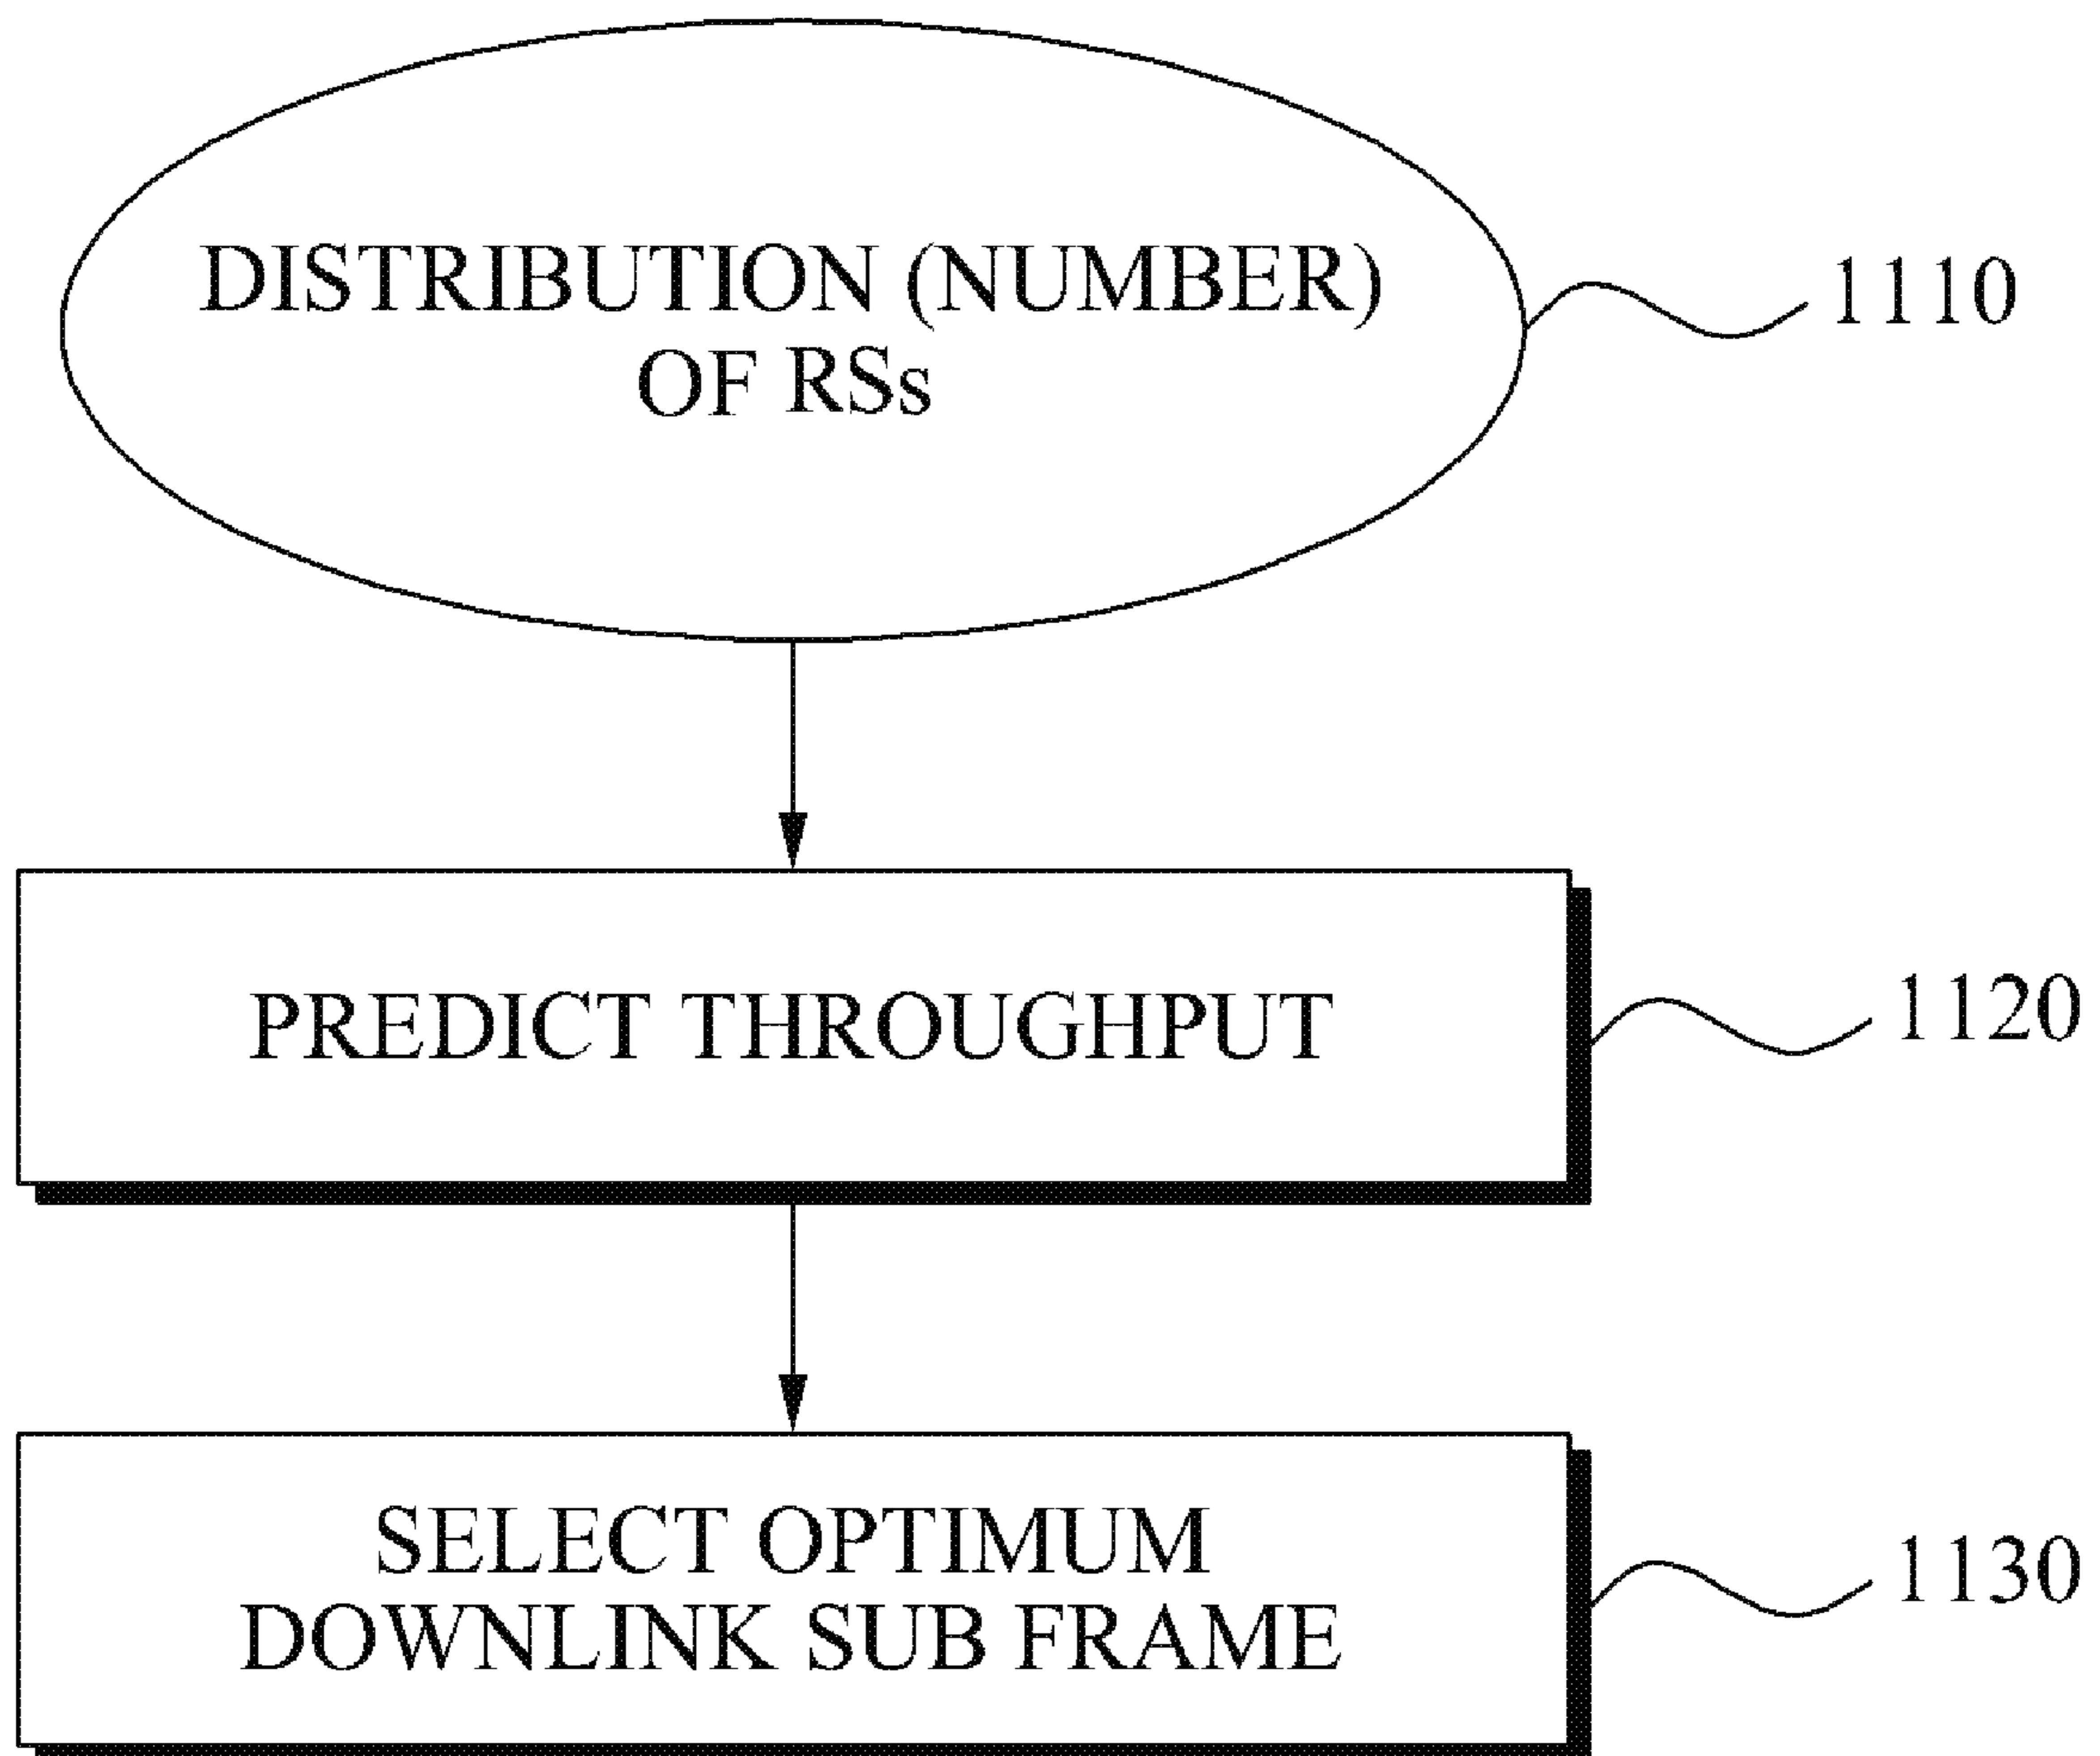 DISTRIBUTION (NUMBER)
OF RSs
1110
PREDICT THROUGHPUT
1120
SELECT OPTIMUM
DOWNLINK SUB FRAME
1130